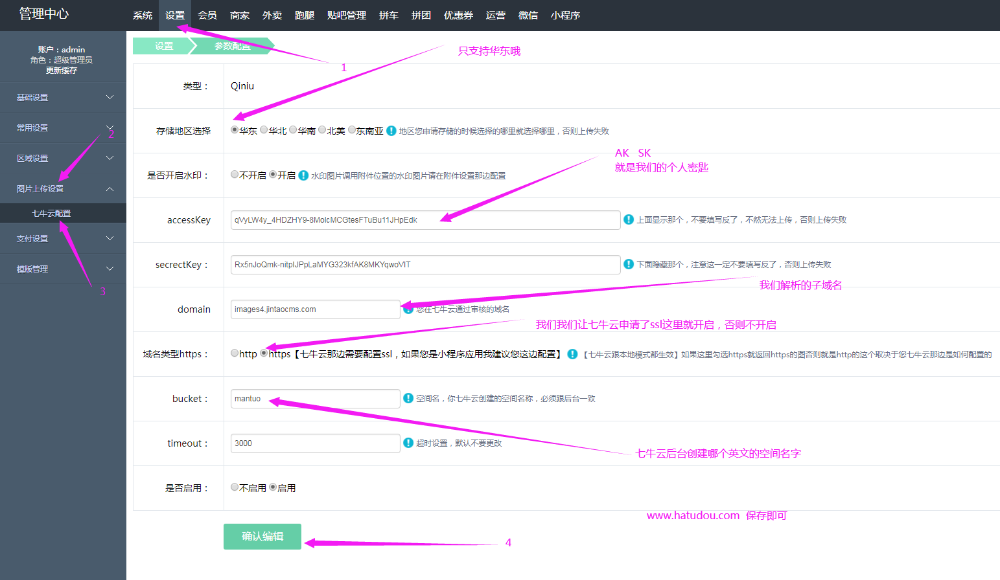 管理中心
系统 设置 会员 商家 外卖 跑腿 贴吧管理 拼车 拼团 优惠券 运营 微信 小程序
账户：admin
角色：超级管理员
更新缓存
基础设置
常用设置
2
区域设置
图片上传设置
七牛云配置
支付设置
模版管理
3
设置 参数配置
1
只支持华东哦
类型： Qiniu
存储地区选择 华东 华北 华南 北美 东南亚 地区您申请存储的时候选择的哪里就选择哪里，否则上传失败
AK SK
就是我们的个人密匙
是否开启水印： 不开启 开启 水印图片调用附件位置的水印图片请在附件设置那边配置
accessKey qVyLW4y_4HDZHY9-8MolcMCGtesFTuBu11JHpEdk 上面显示那个，不要填写反了，不然无法上传，否则上传失败
secrectKey： Rx5nJoQmk-nitpIJPpLaMYG323kfAK8MKYqwoVIT 下面隐藏那个，注意这一定不要填写反了，否则上传失败
我们解析的子域名
domain images4.jintaocms.com 您在七牛云通过审核的域名
我们我们让七牛云申请了ssl这里就开启，否则不开启
域名类型https： http https【七牛云那边需要配置ssl，如果您是小程序应用我建议您这边配置】 【七牛云跟本地模式都生效】如果这里勾选https就返回https的图否则就是http的这个取决于您七牛云那边是如何配置的
bucket： mantuo 空间名，你七牛云创建的空间名称，必须跟后台一致
timeout： 3000 超时设置，默认不要更改
七牛云后台创建哪个英文的空间名字
是否启用： 不启用 启用
www.hatudou.com 保存即可
确认编辑
4